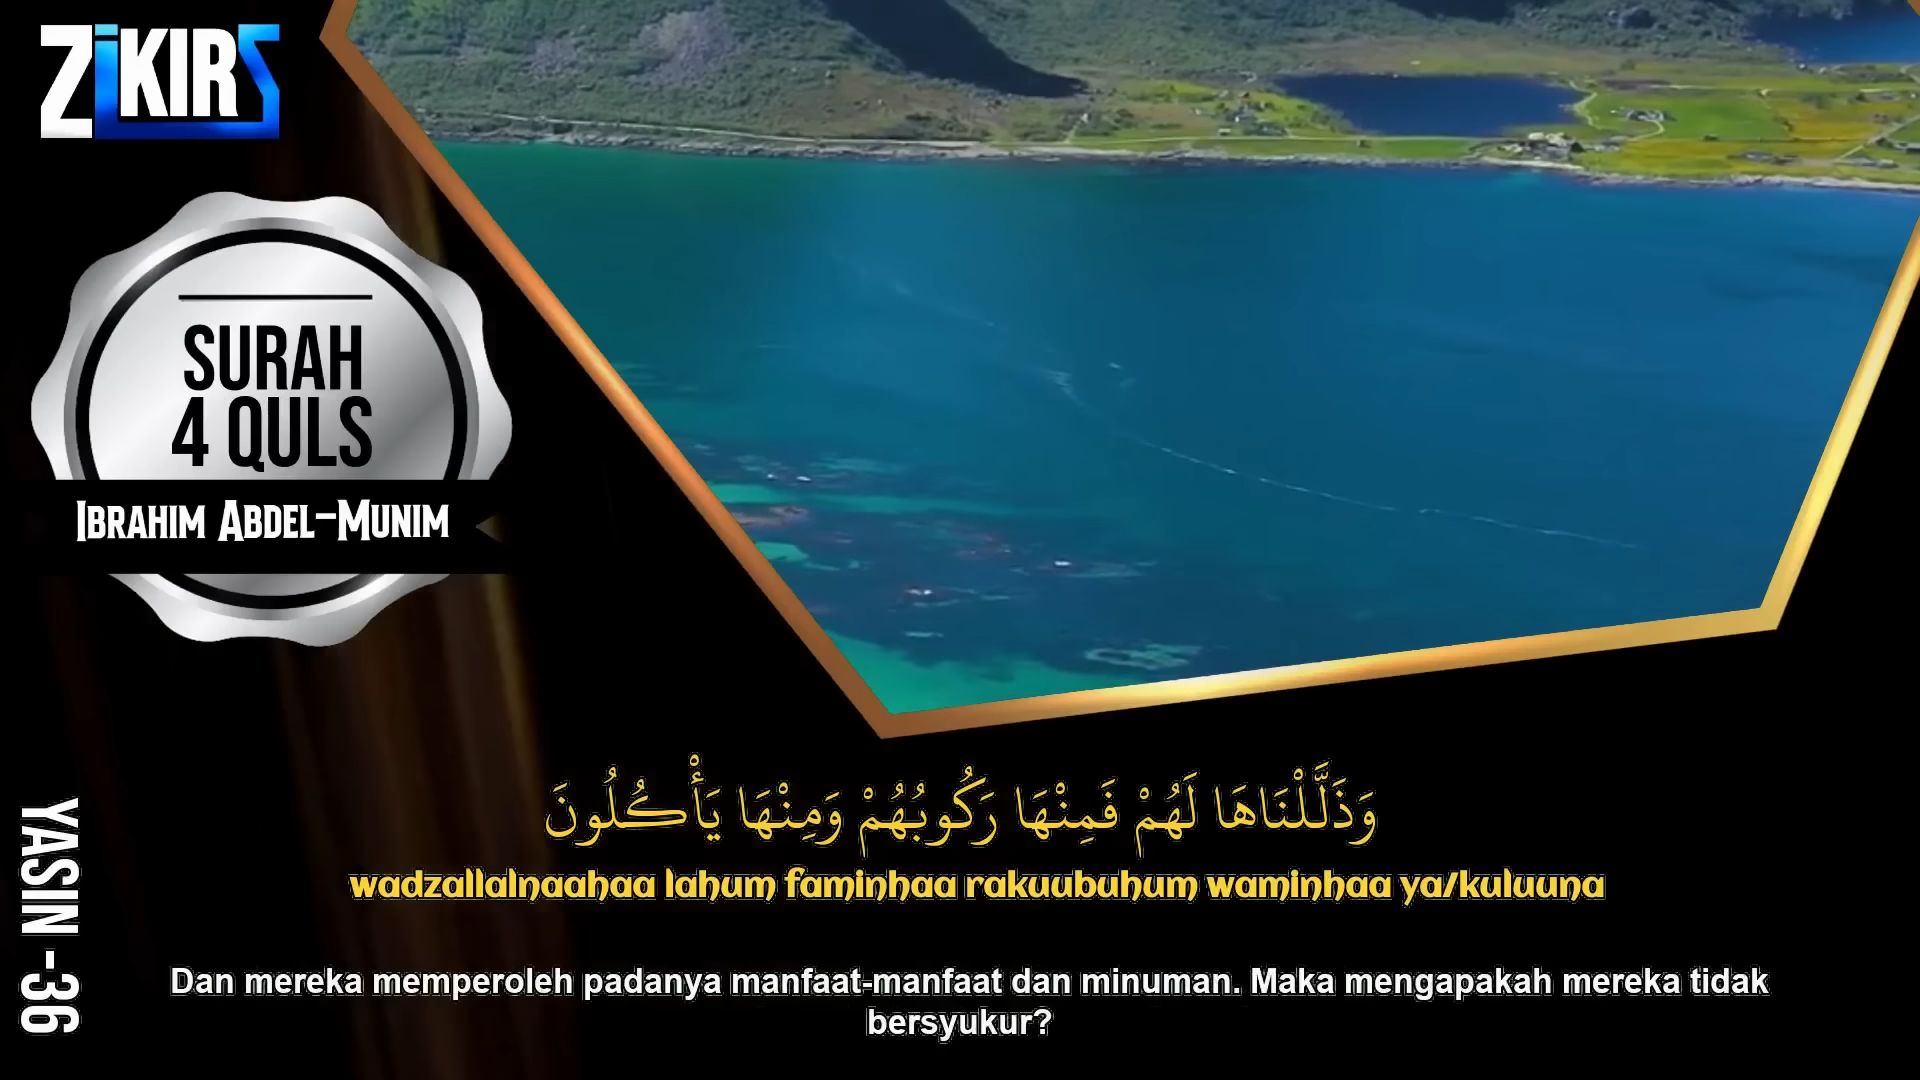 ZiKIRS
SURAH
4 QULS
IBRAHIM ABDEL-MUNIM
YASIN -36
وَذَلَّلْنَاهَا لَهُمْ فَمِنْهَا رَكُوبُهُمْ وَمِنْهَا يَأْكُلُونَ
wadzallalnaahaa lahum faminhaa rakuubuhum waminhaa ya/kuluuna
Dan mereka memperoleh padanya manfaat-manfaat dan minuman. Maka mengapakah mereka tidak
bersyukur?